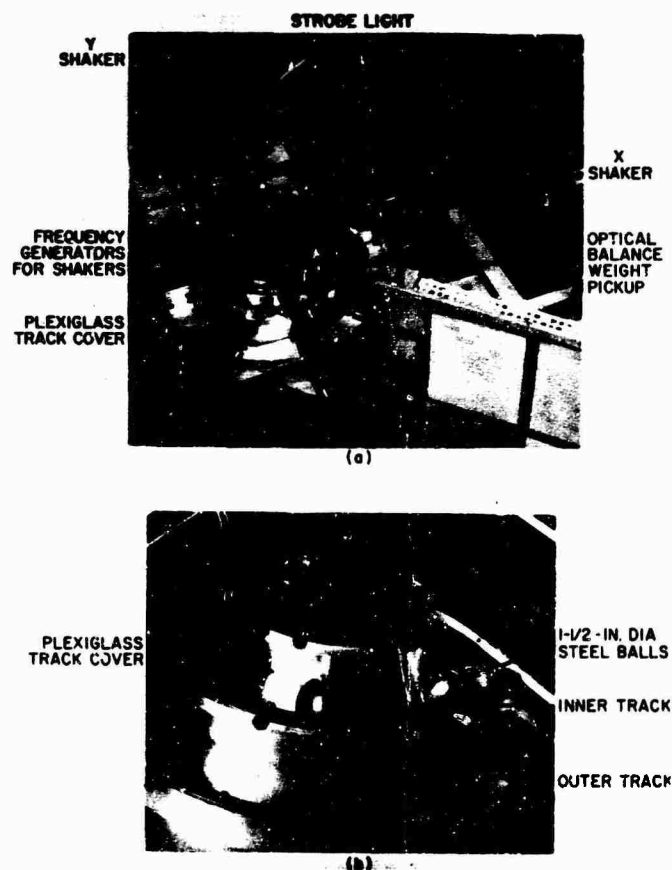 STROBE LIGHT
Y
SHAKER
X
SHAKER
FREQUENCY
GENERATORS
FOR SHAKERS
OPTICAL
BALANCE
WEIGHT
PICKUP
PLEXIGLASS
TRACK COVER
(a)
PLEXIGLASS
TRACK COVER
1-1/2-IN. DIA
STEEL BALLS
INNER TRACK
OUTER TRACK
(b)